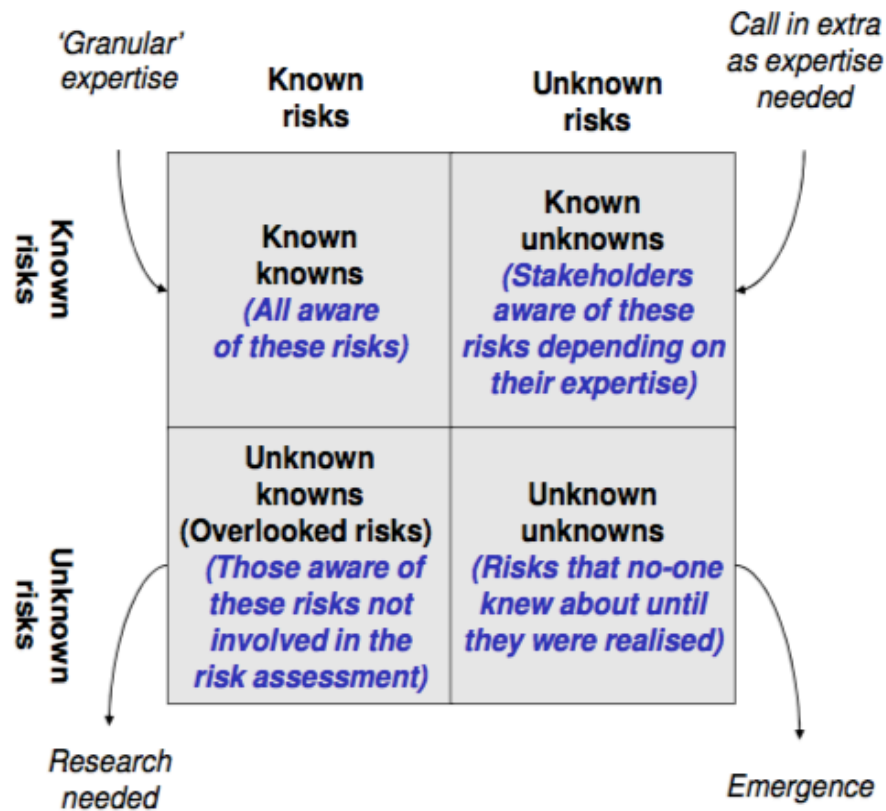 ‘Granular’
expertise
Known
risks
Unknown
risks
Call in extra
as expertise
needed
Known
risks
Known
knowns
(All aware
of these risks)
Known
unknowns
(Stakeholders
aware of these
risks depending on
their expertise)
Unknown
risks
Unknown
knowns
(Overlooked risks)
(Those aware of
these risks not
involved in the
risk assessment)
Unknown
unknowns
(Risks that no-one
knew about until
they were realised)
Research
needed
Emergence